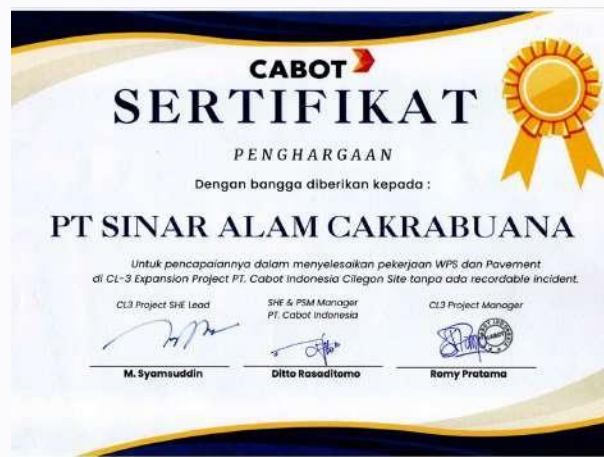 CABOT
SERTIFIKAT
PENGHARGAAN
Dengan bangga diberikan kepada :
PT SINAR ALAM CAKRABUANA
Untuk pencapaiannya dalam menyelesaikan pekerjaan WPS dan Pavement
di CL-3 Expansion Project PT. Cabot Indonesia Cilegon Site tanpa ada recordable incident.
CL3 Project SHE Lead
SHE & PSM Manager
PT. Cabot Indonesia
CL3 Project Manager
M. Syamsuddin
Ditto Rasaditomo
Romy Pratama